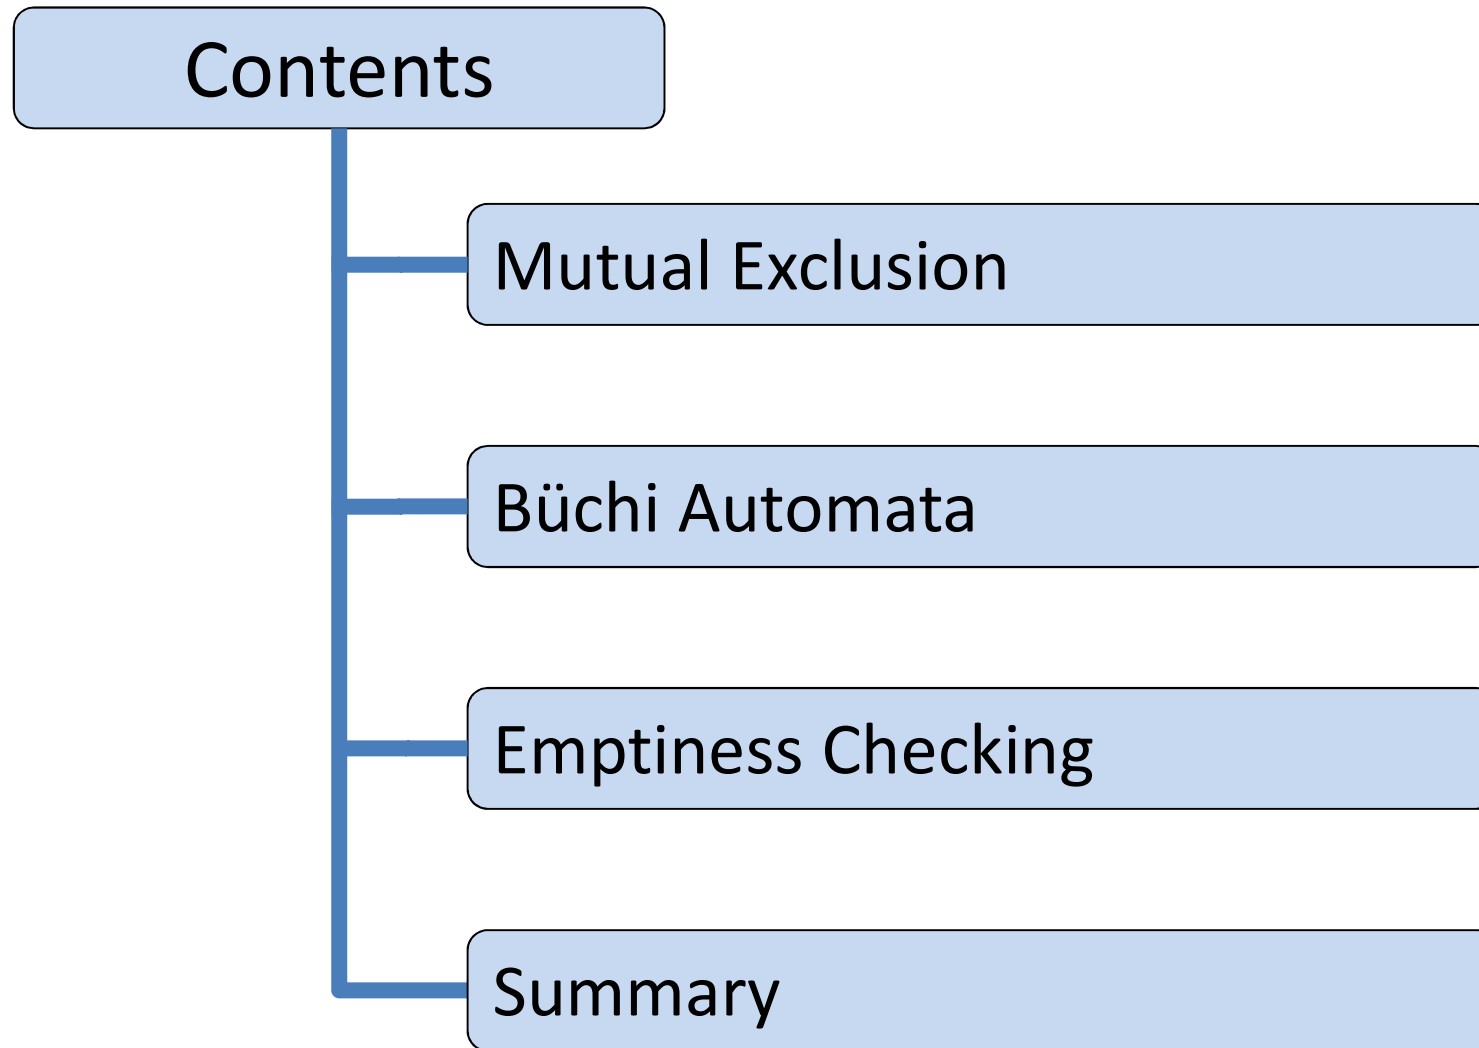 Contents
Mutual Exclusion
Büchi Automata
Emptiness Checking
Summary